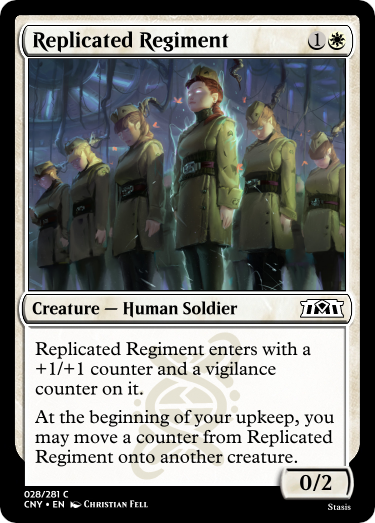 Replicated Regiment 1
Creature — Human Soldier
Replicated Regiment enters with a
+1/+1 counter and a vigilance
counter on it.
At the beginning of your upkeep, you
may move a counter from Replicated
Regiment onto another creature.
0/2
028/281 C
CNY • EN Christian Fell
Stasis